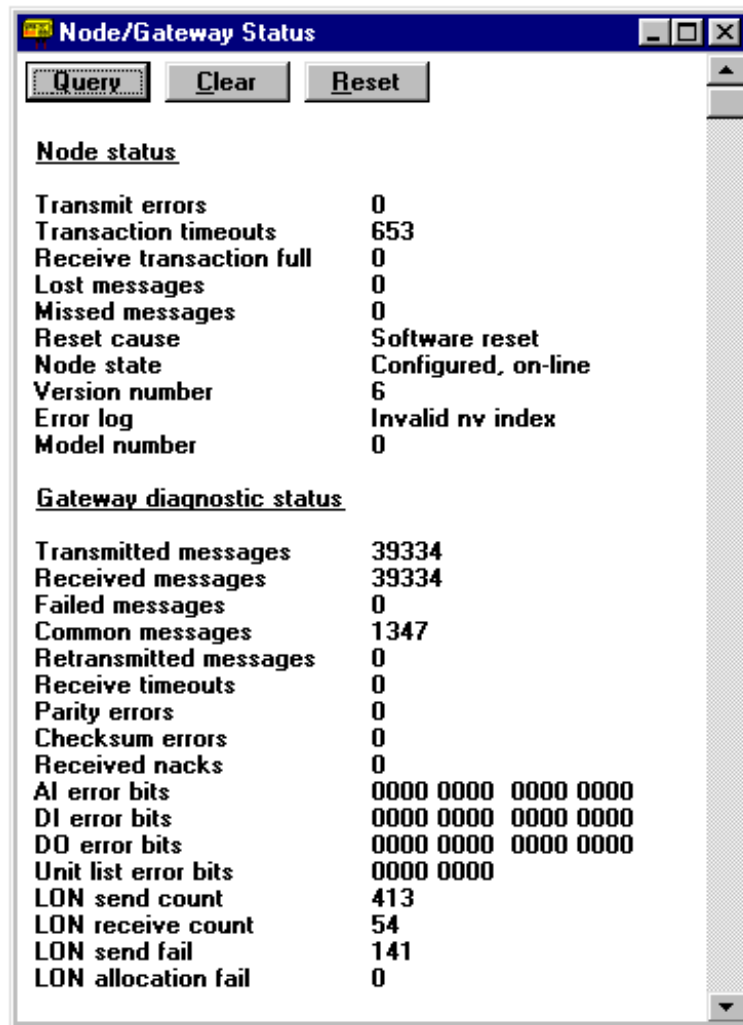 Node/Gateway Status
Query Clear Reset
Node status
Transmit errors 0
Transaction timeouts 653
Receive transaction full 0
Lost messages 0
Missed messages 0
Reset cause Software reset
Node state Configured, on-line
Version number 6
Error log Invalid nv index
Model number 0
Gateway diagnostic status
Transmitted messages 39334
Received messages 39334
Failed messages 0
Common messages 1347
Retransmitted messages 0
Receive timeouts 0
Parity errors 0
Checksum errors 0
Received nacks 0
AI error bits 0000 0000 0000 0000
DI error bits 0000 0000 0000 0000
DO error bits 0000 0000 0000 0000
Unit list error bits 0000 0000
LON send count 413
LON receive count 54
LON send fail 141
LON allocation fail 0